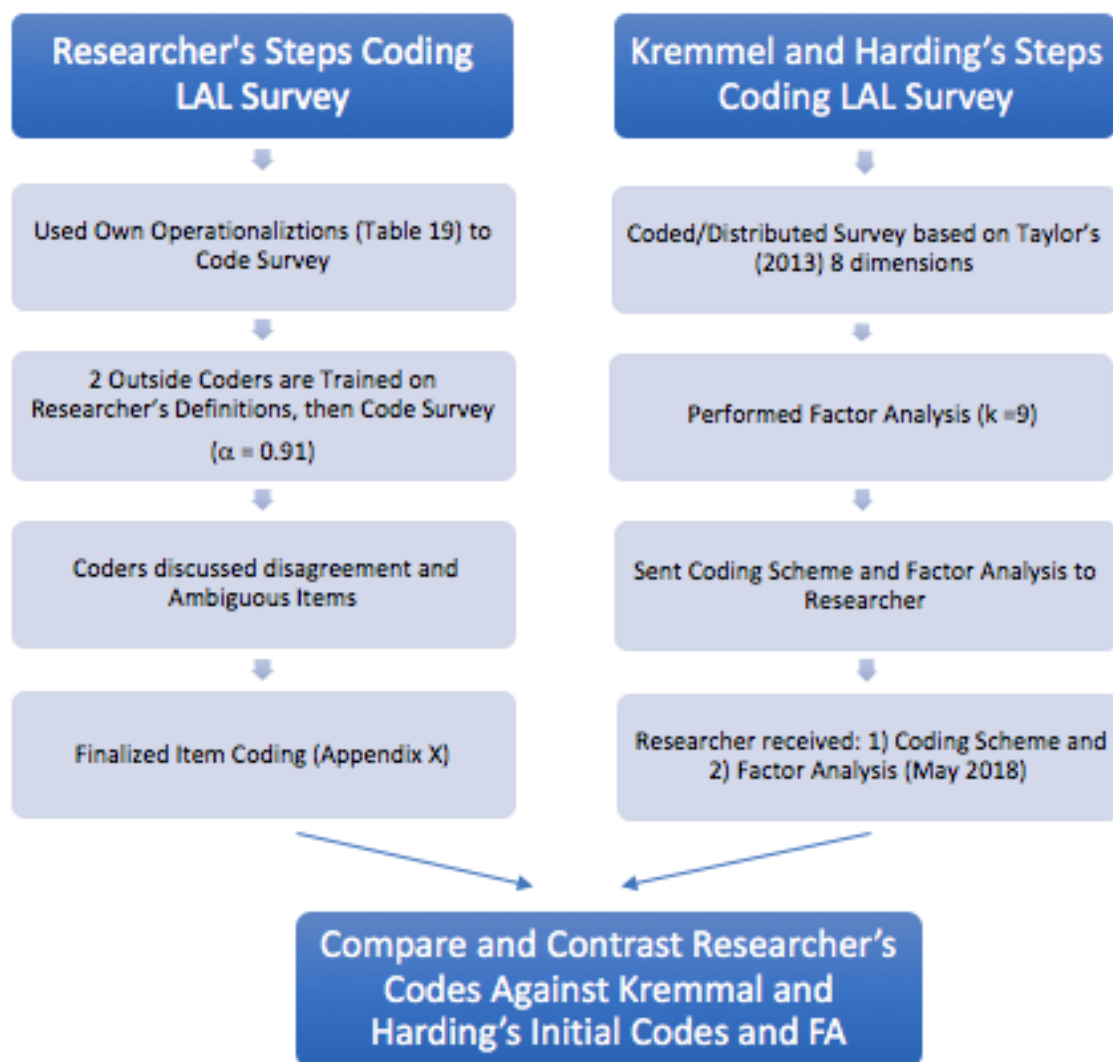 Researcher's Steps Coding
LAL Survey
Used Own Operationaliztions (Table 19) to
Code Survey
2 Outside Coders are Trained on
Researcher's Definitions, then Code Survey
(α = 0.91)
Coders discussed disagreement and
Ambiguous Items
Finalized Item Coding (Appendix X)
Kremmel and Harding's Steps
Coding LAL Survey
Coded/Distributed Survey based on Taylor's
(2013) 8 dimensions
Performed Factor Analysis (k =9)
Sent Coding Scheme and Factor Analysis to
Researcher
Researcher received: 1) Coding Scheme and
2) Factor Analysis (May 2018)
Compare and Contrast Researcher's
Codes Against Kremmal and
Harding's Initial Codes and FA